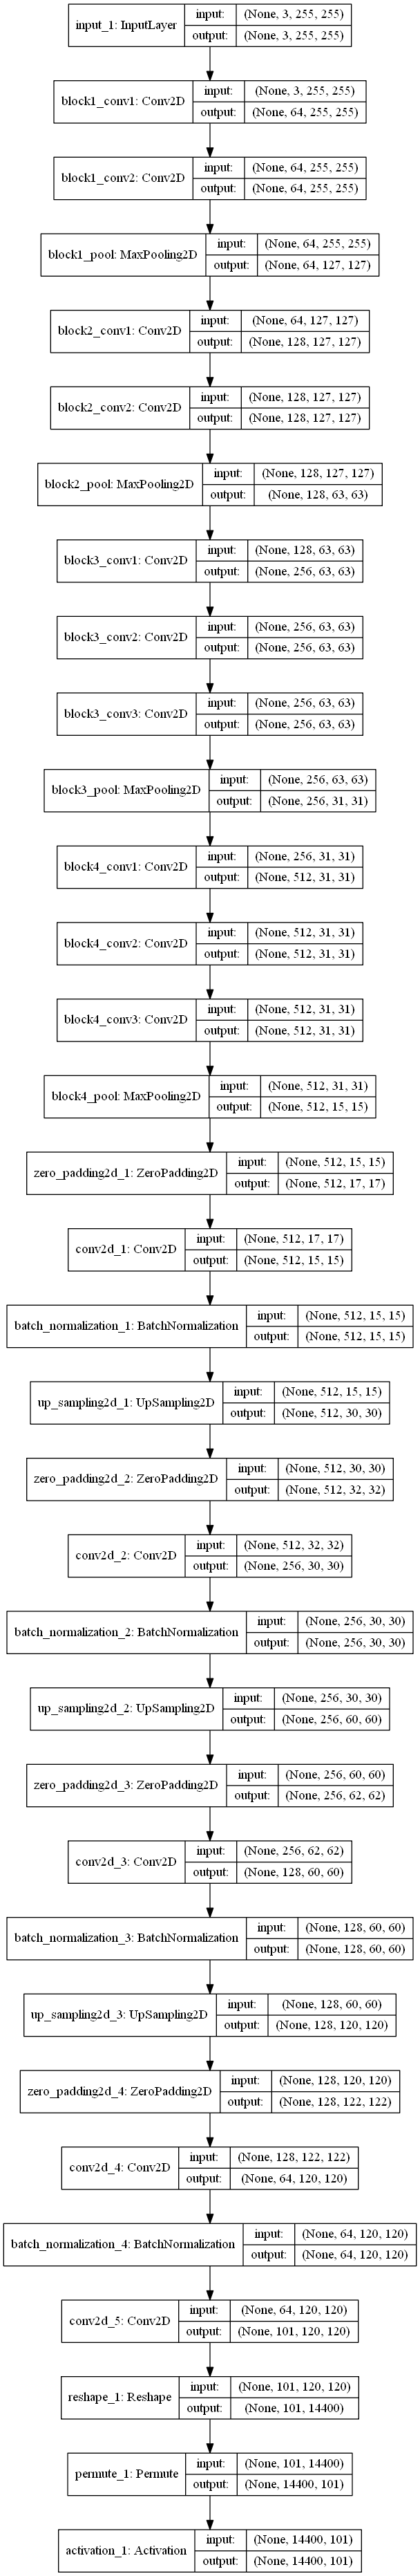 input_1: InputLayer input: (None, 3, 255, 255)
output: (None, 3, 255, 255)
block1_conv1: Conv2D input: (None, 3, 255, 255)
output: (None, 64, 255, 255)
block1_conv2: Conv2D input: (None, 64, 255, 255)
output: (None, 64, 255, 255)
block1_pool: MaxPooling2D input: (None, 64, 255, 255)
output: (None, 64, 127, 127)
block2_conv1: Conv2D input: (None, 64, 127, 127)
output: (None, 128, 127, 127)
block2_conv2: Conv2D input: (None, 128, 127, 127)
output: (None, 128, 127, 127)
block2_pool: MaxPooling2D input: (None, 128, 127, 127)
output: (None, 128, 63, 63)
block3_conv1: Conv2D input: (None, 128, 63, 63)
output: (None, 256, 63, 63)
block3_conv2: Conv2D input: (None, 256, 63, 63)
output: (None, 256, 63, 63)
block3_conv3: Conv2D input: (None, 256, 63, 63)
output: (None, 256, 63, 63)
block3_pool: MaxPooling2D input: (None, 256, 63, 63)
output: (None, 256, 31, 31)
block4_conv1: Conv2D input: (None, 256, 31, 31)
output: (None, 512, 31, 31)
block4_conv2: Conv2D input: (None, 512, 31, 31)
output: (None, 512, 31, 31)
block4_conv3: Conv2D input: (None, 512, 31, 31)
output: (None, 512, 31, 31)
block4_pool: MaxPooling2D input: (None, 512, 31, 31)
output: (None, 512, 15, 15)
zero_padding2d_1: ZeroPadding2D input: (None, 512, 15, 15)
output: (None, 512, 17, 17)
conv2d_1: Conv2D input: (None, 512, 17, 17)
output: (None, 512, 15, 15)
batch_normalization_1: BatchNormalization input: (None, 512, 15, 15)
output: (None, 512, 15, 15)
up_sampling2d_1: UpSampling2D input: (None, 512, 15, 15)
output: (None, 512, 30, 30)
zero_padding2d_2: ZeroPadding2D input: (None, 512, 30, 30)
output: (None, 512, 32, 32)
conv2d_2: Conv2D input: (None, 512, 32, 32)
output: (None, 256, 30, 30)
batch_normalization_2: BatchNormalization input: (None, 256, 30, 30)
output: (None, 256, 30, 30)
up_sampling2d_2: UpSampling2D input: (None, 256, 30, 30)
output: (None, 256, 60, 60)
zero_padding2d_3: ZeroPadding2D input: (None, 256, 60, 60)
output: (None, 256, 62, 62)
conv2d_3: Conv2D input: (None, 256, 62, 62)
output: (None, 128, 60, 60)
batch_normalization_3: BatchNormalization input: (None, 128, 60, 60)
output: (None, 128, 60, 60)
up_sampling2d_3: UpSampling2D input: (None, 128, 60, 60)
output: (None, 128, 120, 120)
zero_padding2d_4: ZeroPadding2D input: (None, 128, 120, 120)
output: (None, 128, 122, 122)
conv2d_4: Conv2D input: (None, 128, 122, 122)
output: (None, 64, 120, 120)
batch_normalization_4: BatchNormalization input: (None, 64, 120, 120)
output: (None, 64, 120, 120)
conv2d_5: Conv2D input: (None, 64, 120, 120)
output: (None, 101, 120, 120)
reshape_1: Reshape input: (None, 101, 120, 120)
output: (None, 101, 14400)
permute_1: Permute input: (None, 101, 14400)
output: (None, 14400, 101)
activation_1: Activation input: (None, 14400, 101)
output: (None, 14400, 101)